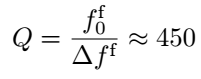 $Q = \frac{f_0^{\mathrm{f}}}{\Delta f^{\mathrm{f}}} \approx 450$